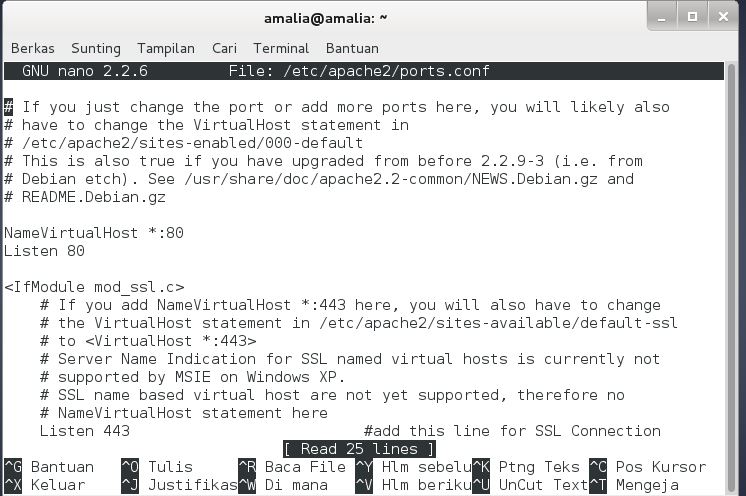 amalia@amalia: ~
Berkas Sunting Tampilan Cari Terminal Bantuan
GNU nano 2.2.6 File: /etc/apache2/ports.conf
# If you just change the port or add more ports here, you will likely also
# have to change the VirtualHost statement in
# /etc/apache2/sites-enabled/000-default
# This is also true if you have upgraded from before 2.2.9-3 (i.e. from
# Debian etch). See /usr/share/doc/apache2.2-common/NEWS.Debian.gz and
# README.Debian.gz
NameVirtualHost *:80
Listen 80
<IfModule mod_ssl.c>
# If you add NameVirtualHost *:443 here, you will also have to change
# the VirtualHost statement in /etc/apache2/sites-available/default-ssl
# to <VirtualHost *:443>
# Server Name Indication for SSL named virtual hosts is currently not
# supported by MSIE on Windows XP.
# SSL name based virtual host are not yet supported, therefore no
# NameVirtualHost statement here
Listen 443 #add this line for SSL Connection
[ Read 25 lines ]
^G Bantuan ^O Tulis ^R Baca File ^Y Hlm sebelu^K Ptng Teks ^C Pos Kursor
^X Keluar ^J Justifikas^W Di mana ^V Hlm beriku^U UnCut Text^T Mengeja